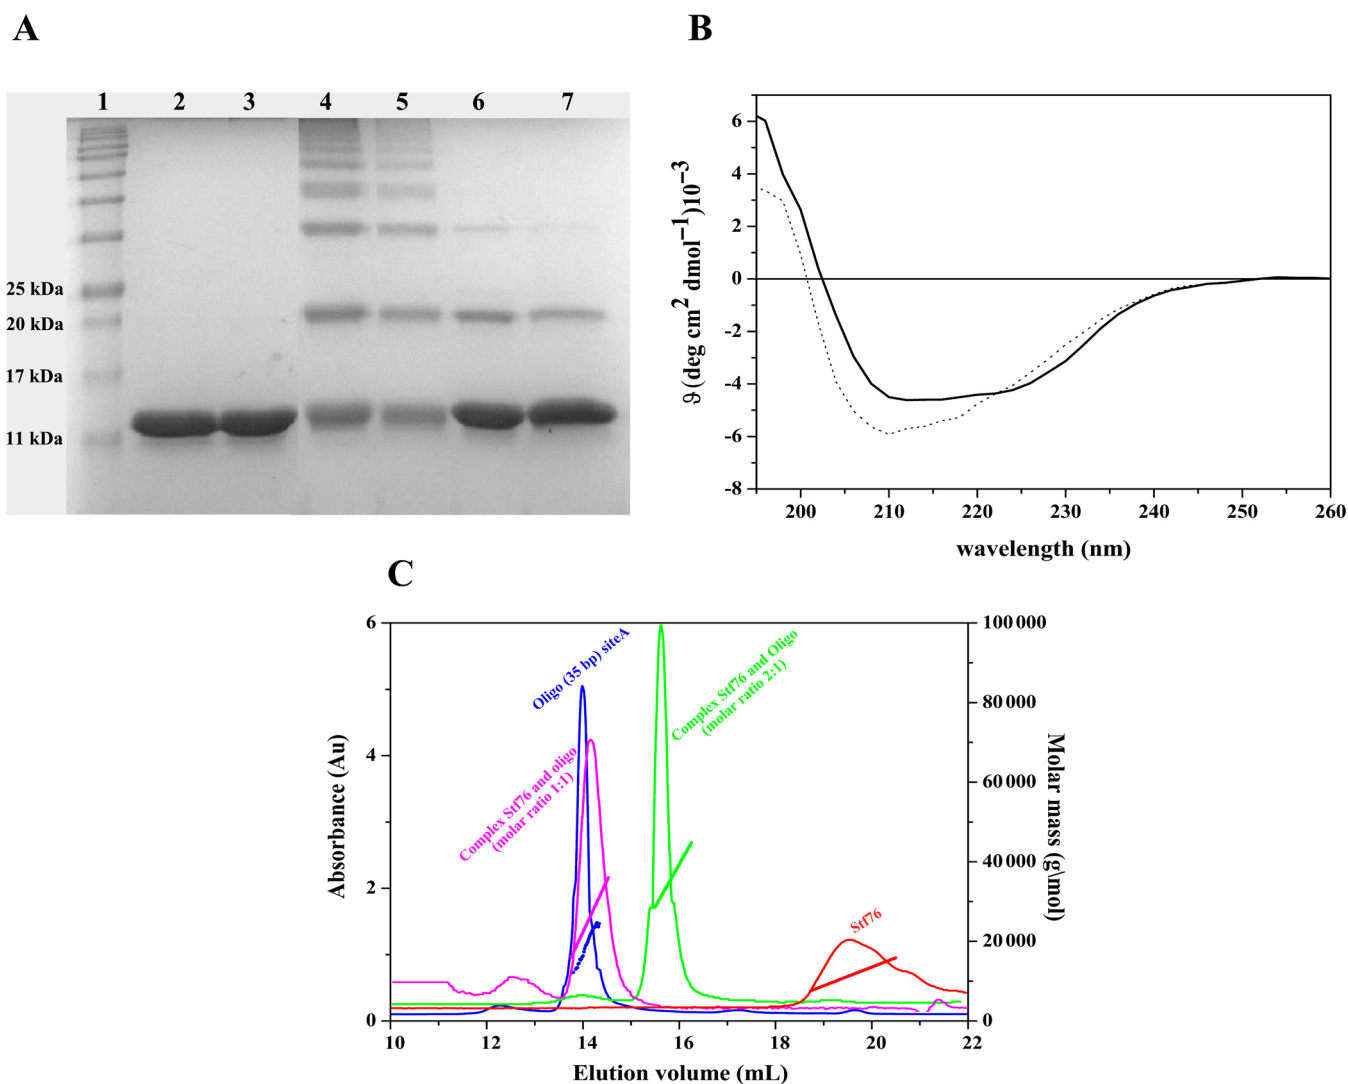 A
1 2 3 4 5 6 7
25 kDa
20 kDa
17 kDa
11 kDa
B
ϑ (deg cm² dmol⁻¹)10⁻³
6
4
2
0
-2
-4
-6
-8
200 210 220 230 240 250 260
wavelength (nm)
C
Absorbance (Au)
6
4
2
0
Oligo (35 bp) siteA
Complex Stf76 and oligo
(molar ratio 1:1)
Complex Stf76 and Oligo
(molar ratio 2:1)
Stf76
100 000
80 000
60 000
40 000
20 000
0
Molar mass (g\mol)
10 12 14 16 18 20 22
Elution volume (mL)